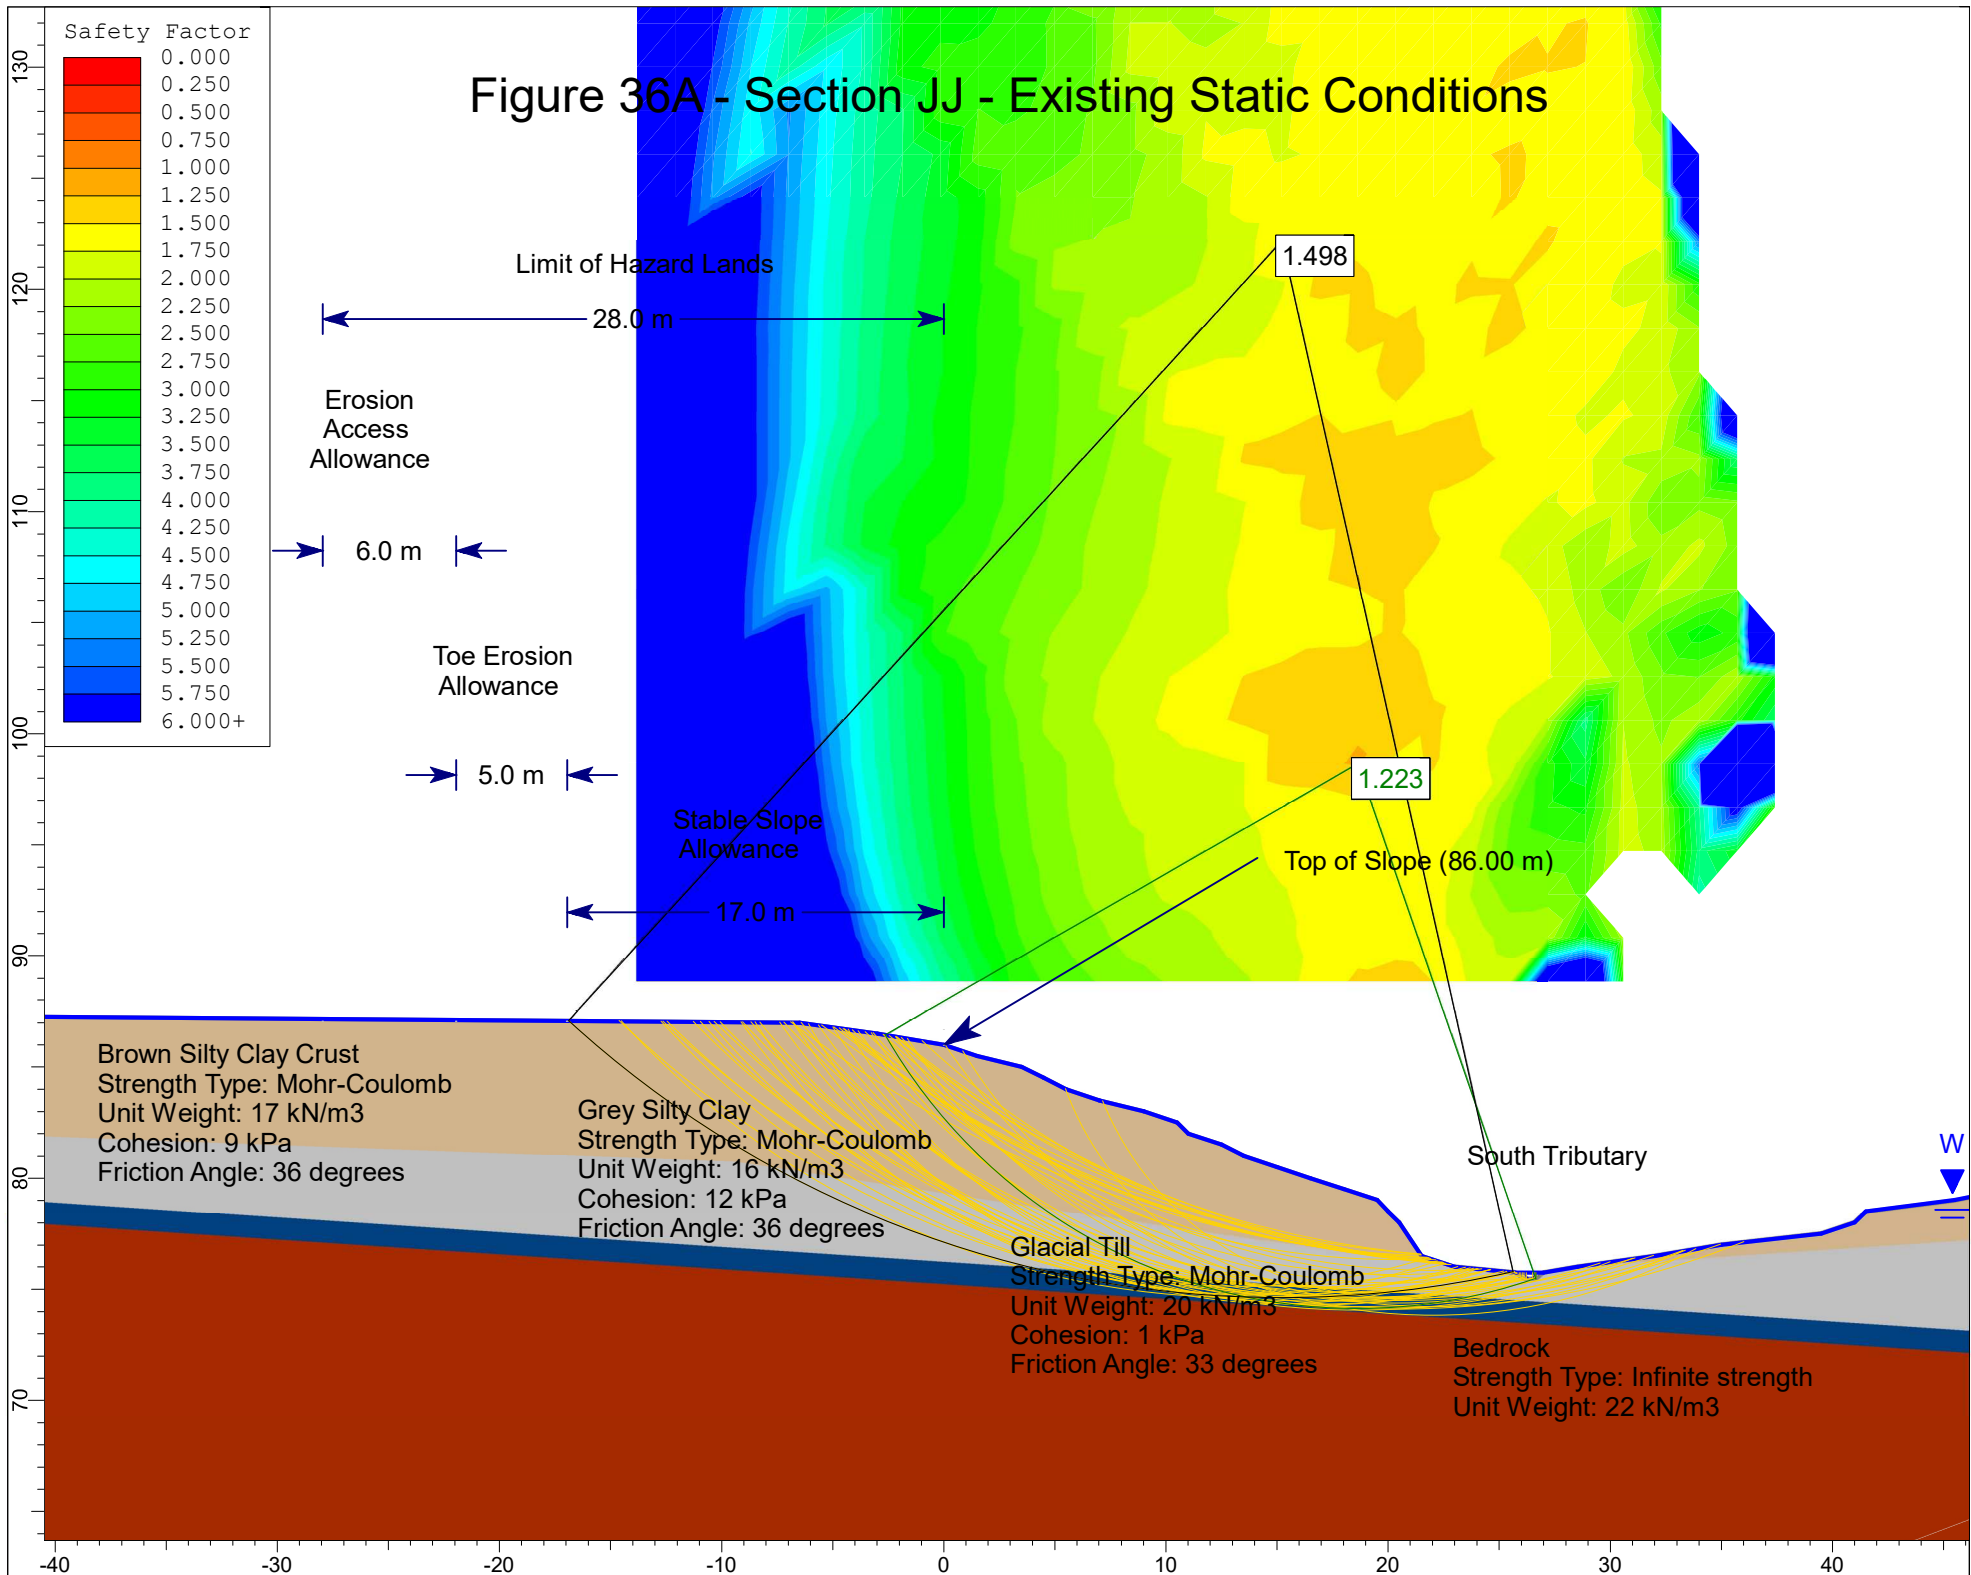 Safety Factor
0.000
0.250
0.500
0.750
1.000
1.250
1.500
1.750
2.000
2.250
2.500
2.750
3.000
3.250
3.500
3.750
4.000
4.250
4.500
4.750
5.000
5.250
5.500
5.750
6.000+
Figure 36A - Section JJ - Existing Static Conditions
Limit of Hazard Lands
28.0 m
1.498
Erosion
Access
Allowance
6.0 m
Toe Erosion
Allowance
5.0 m
1.223
Stable Slope
Allowance
17.0 m
Top of Slope (86.00 m)
Brown Silty Clay Crust
Strength Type: Mohr-Coulomb
Unit Weight: 17 kN/m3
Cohesion: 9 kPa
Friction Angle: 36 degrees
Grey Silty Clay
Strength Type: Mohr-Coulomb
Unit Weight: 16 kN/m3
Cohesion: 12 kPa
Friction Angle: 36 degrees
South Tributary
W
Glacial Till
Strength Type: Mohr-Coulomb
Unit Weight: 20 kN/m3
Cohesion: 1 kPa
Friction Angle: 33 degrees
Bedrock
Strength Type: Infinite strength
Unit Weight: 22 kN/m3
130
120
110
100
90
80
70
-40 -30 -20 -10 0 10 20 30 40